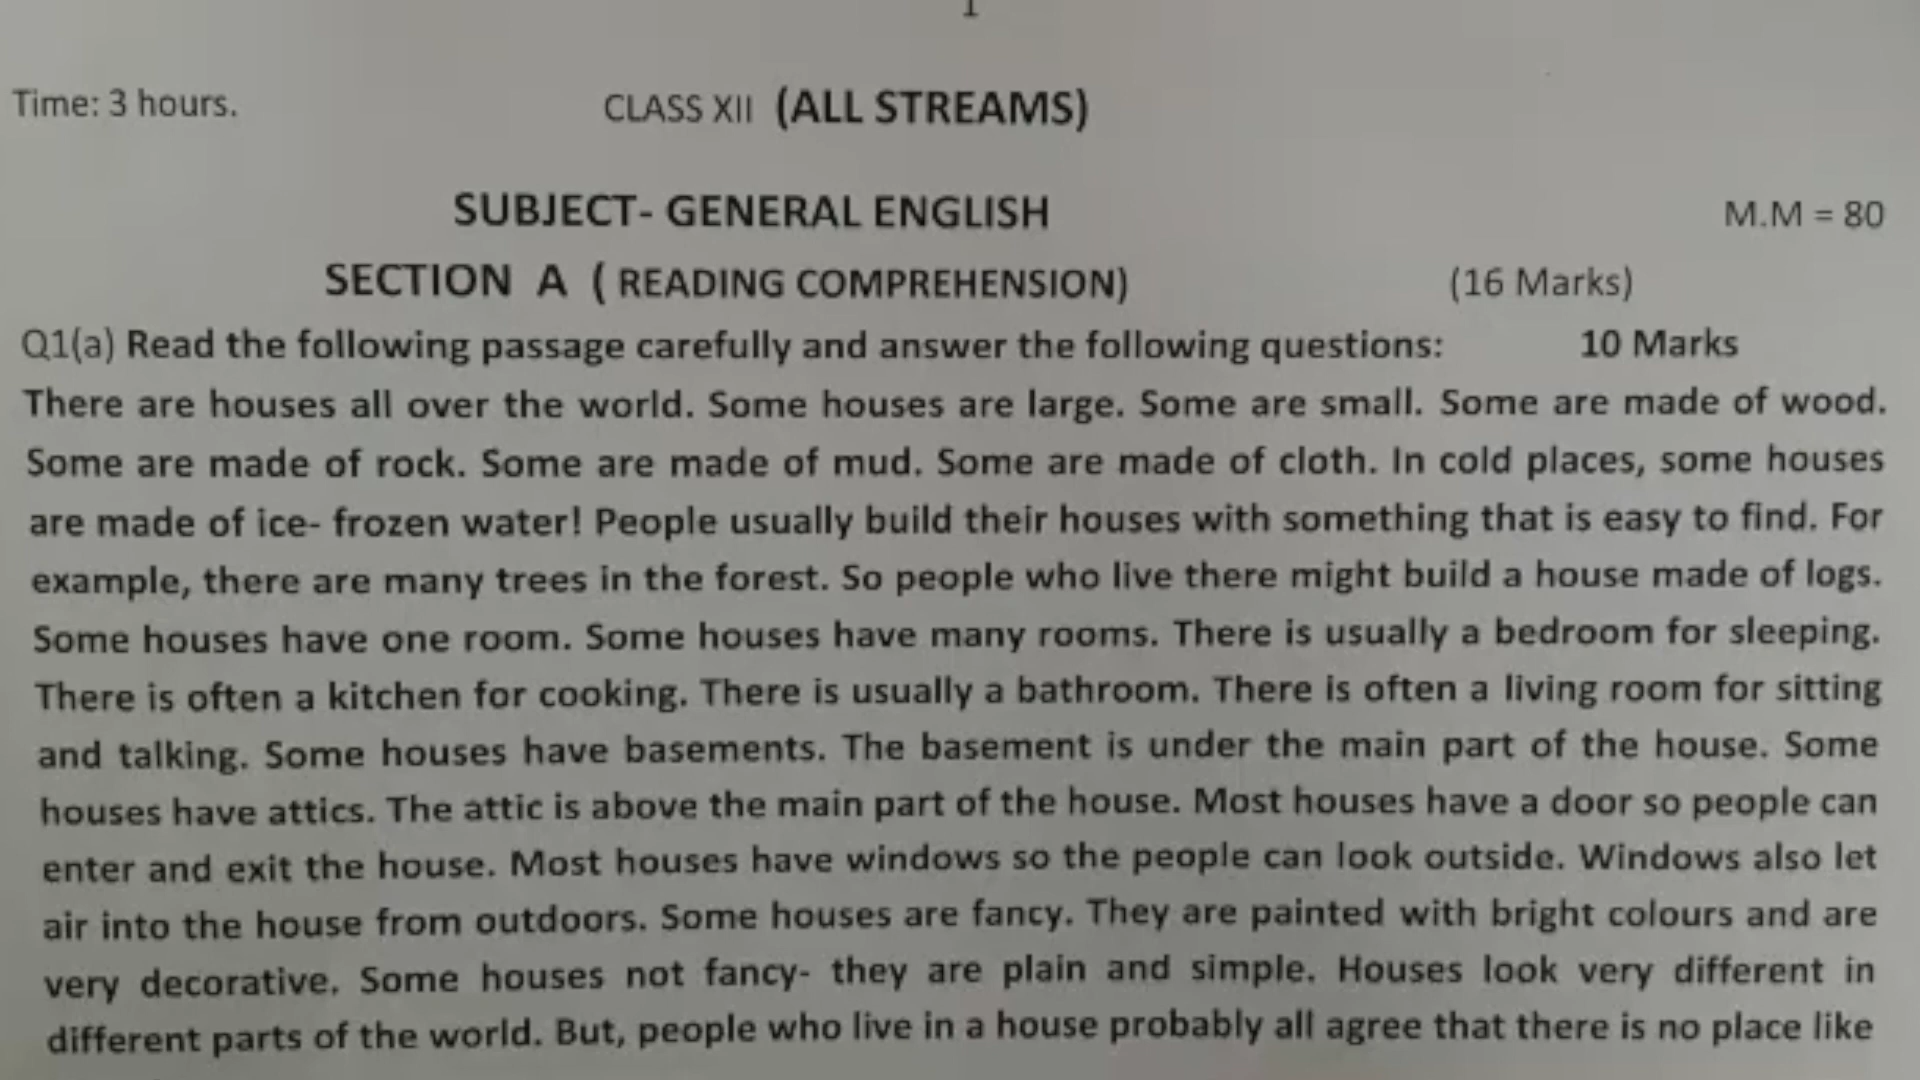 1
Time: 3 hours. CLASS XII (ALL STREAMS)
SUBJECT- GENERAL ENGLISH M.M = 80
SECTION A ( READING COMPREHENSION) (16 Marks)
Q1(a) Read the following passage carefully and answer the following questions: 10 Marks
There are houses all over the world. Some houses are large. Some are small. Some are made of wood.
Some are made of rock. Some are made of mud. Some are made of cloth. In cold places, some houses
are made of ice- frozen water! People usually build their houses with something that is easy to find. For
example, there are many trees in the forest. So people who live there might build a house made of logs.
Some houses have one room. Some houses have many rooms. There is usually a bedroom for sleeping.
There is often a kitchen for cooking. There is usually a bathroom. There is often a living room for sitting
and talking. Some houses have basements. The basement is under the main part of the house. Some
houses have attics. The attic is above the main part of the house. Most houses have a door so people can
enter and exit the house. Most houses have windows so the people can look outside. Windows also let
air into the house from outdoors. Some houses are fancy. They are painted with bright colours and are
very decorative. Some houses not fancy- they are plain and simple. Houses look very different in
different parts of the world. But, people who live in a house probably all agree that there is no place like